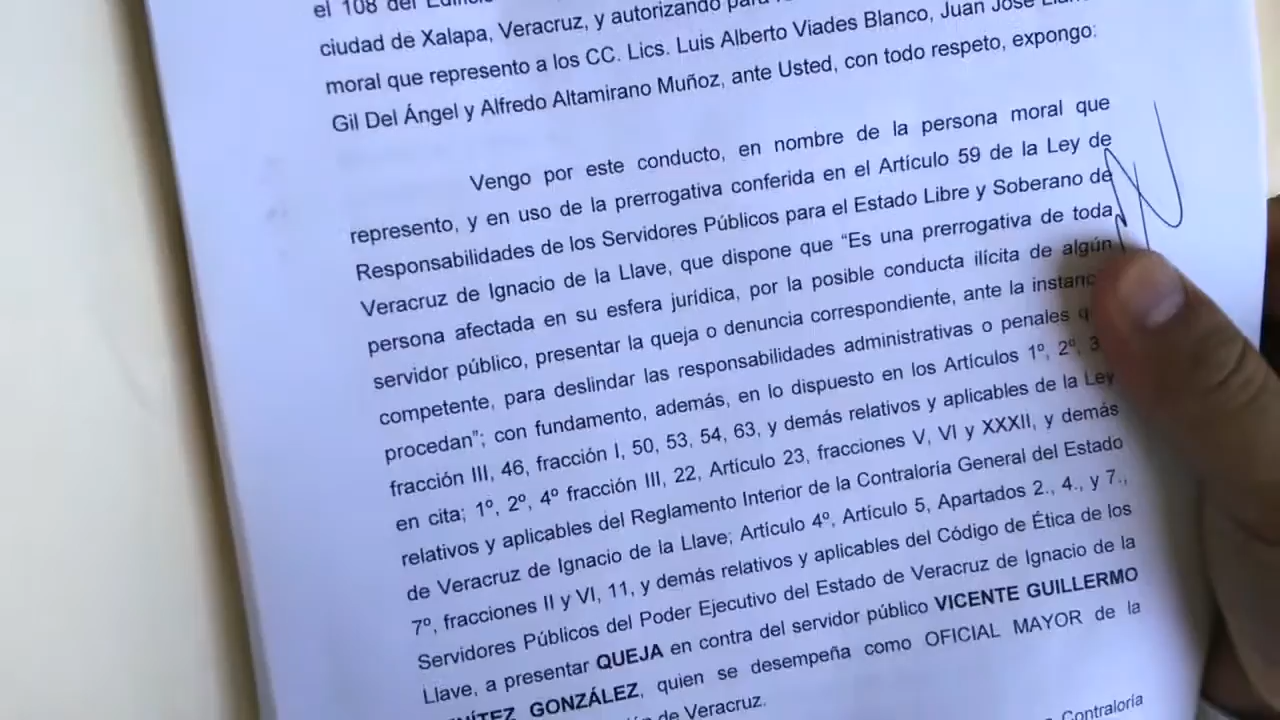 el 108 del
ciudad de Xalapa, Veracruz, y autorizando para
moral que represento a los CC. Lics. Luis Alberto Viades Blanco, Juan José
Gil Del Ángel y Alfredo Altamirano Muñoz, ante Usted, con todo respeto, expongo:
Vengo por este conducto, en nombre de la persona moral que
represento, y en uso de la prerrogativa conferida en el Artículo 59 de la Ley de
Responsabilidades de los Servidores Públicos para el Estado Libre y Soberano de
Veracruz de Ignacio de la Llave, que dispone que “Es una prerrogativa de toda
persona afectada en su esfera jurídica, por la posible conducta ilícita de algún
servidor público, presentar la queja o denuncia correspondiente, ante la
competente, para deslindar las responsabilidades administrativas o penales
procedan”; con fundamento, además, en lo dispuesto en los Artículos 1º, 2º, 3
fracción III, 46, fracción I, 50, 53, 54, 63, y demás relativos y aplicables de la Ley
en cita; 1º, 2º, 4º fracción III, 22, Artículo 23, fracciones V, VI y XXXII, y demás
relativos y aplicables del Reglamento Interior de la Contraloría General del Estado
de Veracruz de Ignacio de la Llave; Artículo 4º, Artículo 5, Apartados 2., 4., y 7.,
7º, fracciones II y VI, 11, y demás relativos y aplicables del Código de Ética de los
Servidores Públicos del Poder Ejecutivo del Estado de Veracruz de Ignacio de la
Llave, a presentar QUEJA en contra del servidor público VICENTE GUILLERMO
GONZÁLEZ, quien se desempeña como OFICIAL MAYOR de la
de Veracruz.
Contraloría